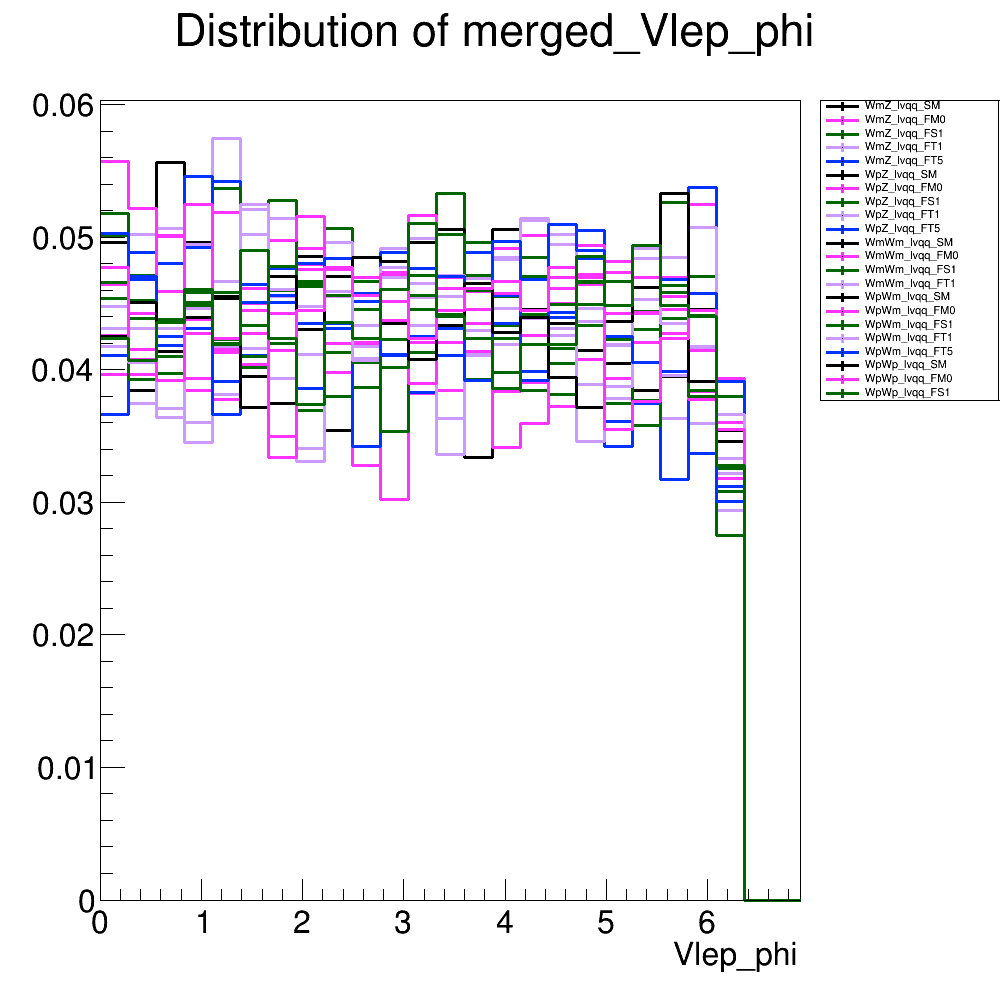 Distribution of merged_Vlep_phi
0.06
0.05
0.04
0.03
0.02
0.01
0
0 1 2 3 4 5 6
Vlep_phi
WmZ_lvqq_SM
WmZ_lvqq_FM0
WmZ_lvqq_FS1
WmZ_lvqq_FT1
WmZ_lvqq_FT5
WpZ_lvqq_SM
WpZ_lvqq_FM0
WpZ_lvqq_FS1
WpZ_lvqq_FT1
WpZ_lvqq_FT5
WmWm_lvqq_SM
WmWm_lvqq_FM0
WmWm_lvqq_FS1
WmWm_lvqq_FT1
WpWm_lvqq_SM
WpWm_lvqq_FM0
WpWm_lvqq_FS1
WpWm_lvqq_FT1
WpWm_lvqq_FT5
WpWp_lvqq_SM
WpWp_lvqq_FM0
WpWp_lvqq_FS1